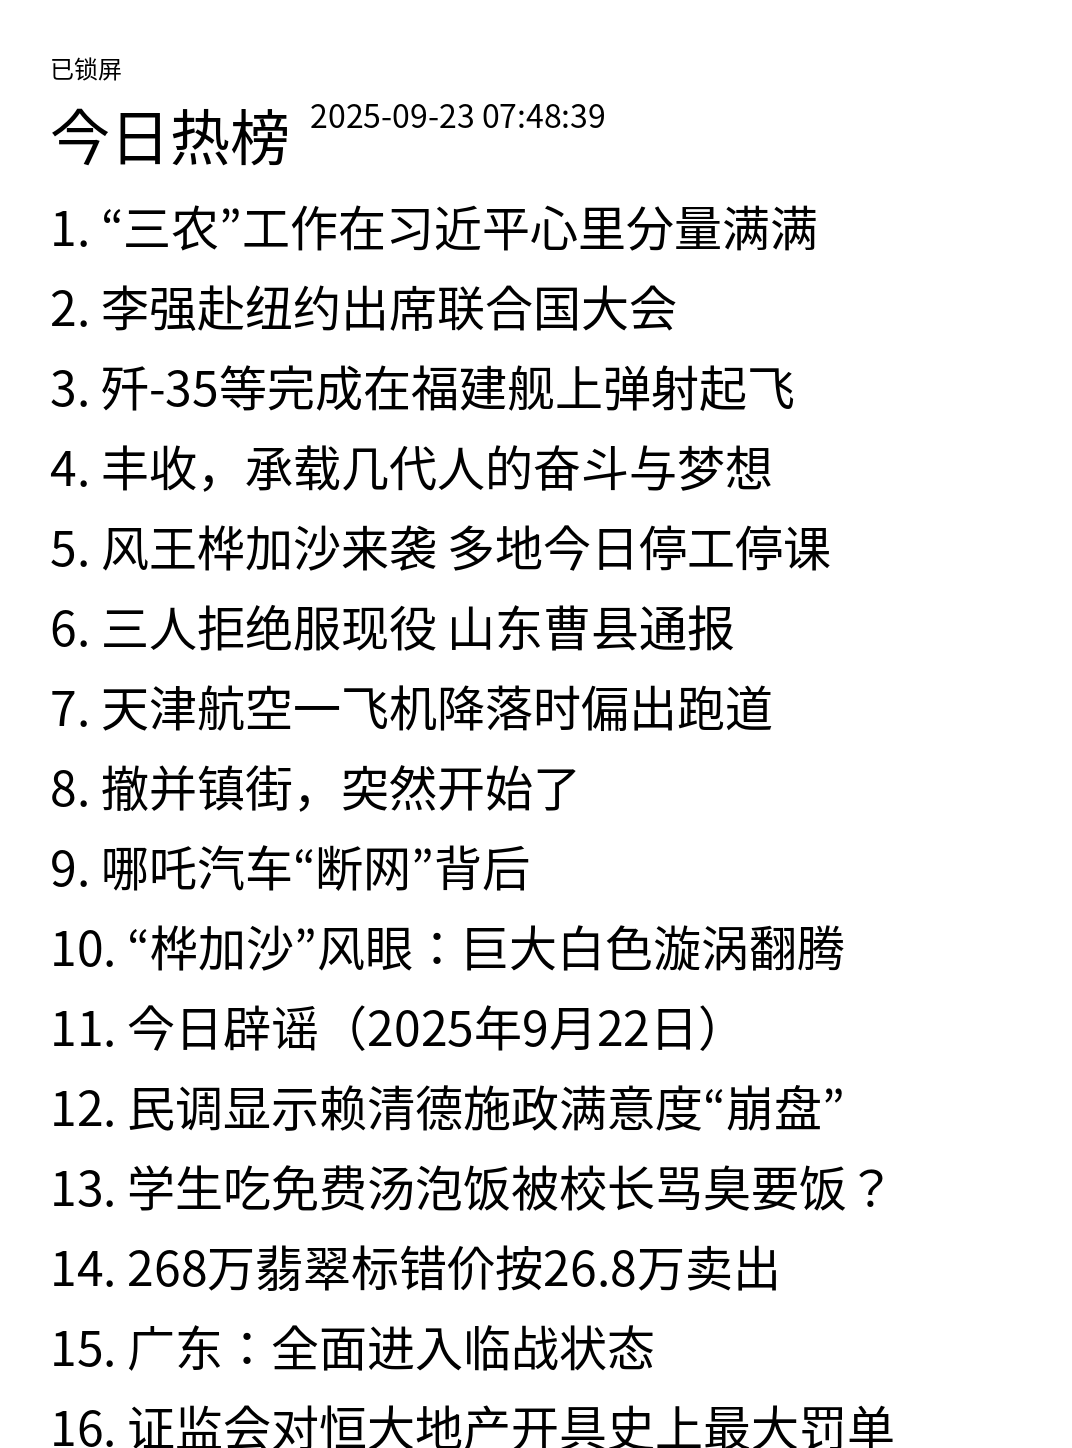 已锁屏
今日热榜 2025-09-23 07:48:39
1. “三农”工作在习近平心里分量满满
2. 李强赴纽约出席联合国大会
3. 歼-35等完成在福建舰上弹射起飞
4. 丰收，承载几代人的奋斗与梦想
5. 风王桦加沙来袭 多地今日停工停课
6. 三人拒绝服现役 山东曹县通报
7. 天津航空一飞机降落时偏出跑道
8. 撤并镇街，突然开始了
9. 哪吒汽车“断网”背后
10. “桦加沙”风眼：巨大白色漩涡翻腾
11. 今日辟谣（2025年9月22日）
12. 民调显示赖清德施政满意度“崩盘”
13. 学生吃免费汤泡饭被校长骂臭要饭？
14. 268万翡翠标错价按26.8万卖出
15. 广东：全面进入临战状态
16. 证监会对恒大地产开具史上最大罚单